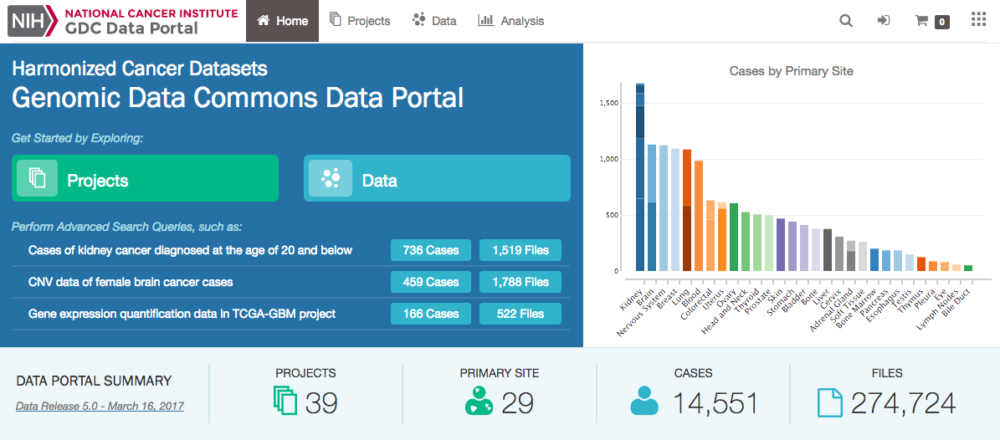 NIH
NATIONAL CANCER INSTITUTE
GDC Data Portal
Home
Projects
Data
Analysis
0
Harmonized Cancer Datasets
Genomic Data Commons Data Portal
Get Started by Exploring:
Projects
Data
Perform Advanced Search Queries, such as:
Cases of kidney cancer diagnosed at the age of 20 and below
736 Cases
1,519 Files
CNV data of female brain cancer cases
459 Cases
1,788 Files
Gene expression quantification data in TCGA-GBM project
166 Cases
522 Files
Cases by Primary Site
1,500
1,000
500
0
Kidney
Brain
Nervous System
Breast
Lung
Blood
Colorectal
Uterus
Ovary
Head and Neck
Thyroid
Prostate
Skin
Stomach
Bladder
Bone
Liver
Cervix
Adrenal Gland
Soft Tissue
Bone Marrow
Pancreas
Esophagus
Testis
Thymus
Pleura
Eye
Lymph Nodes
Bile Duct
DATA PORTAL SUMMARY
Data Release 5.0 - March 16, 2017
PROJECTS
39
PRIMARY SITE
29
CASES
14,551
FILES
274,724